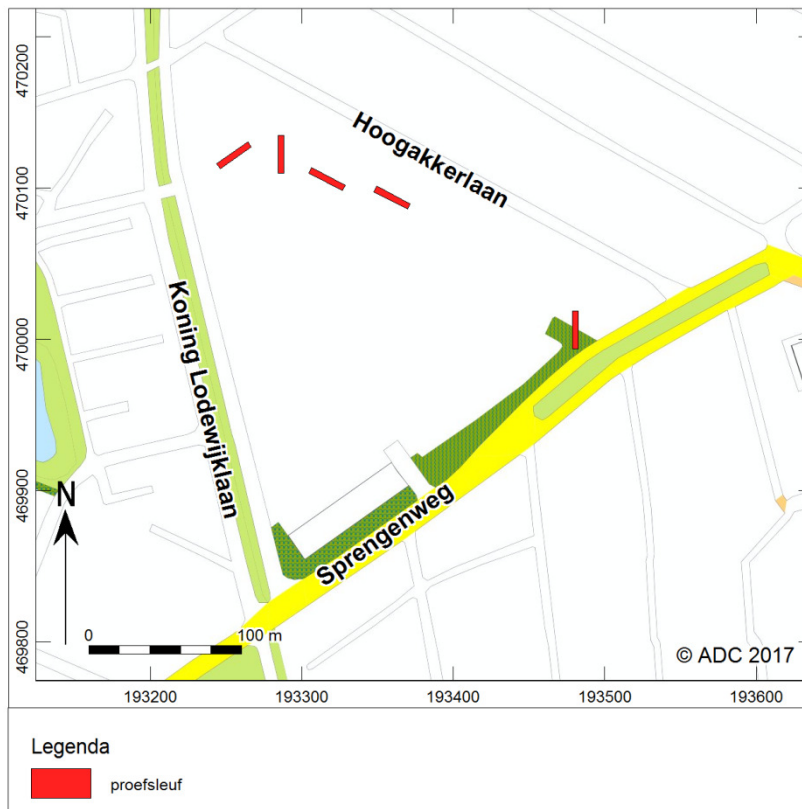 470200
470100
470000
469900
469800
Hoogakkerlaan
Koning Lodewijklaan
Sprengenweg
N
0 100 m
© ADC 2017
193200 193300 193400 193500 193600
Legenda
proefsleuf